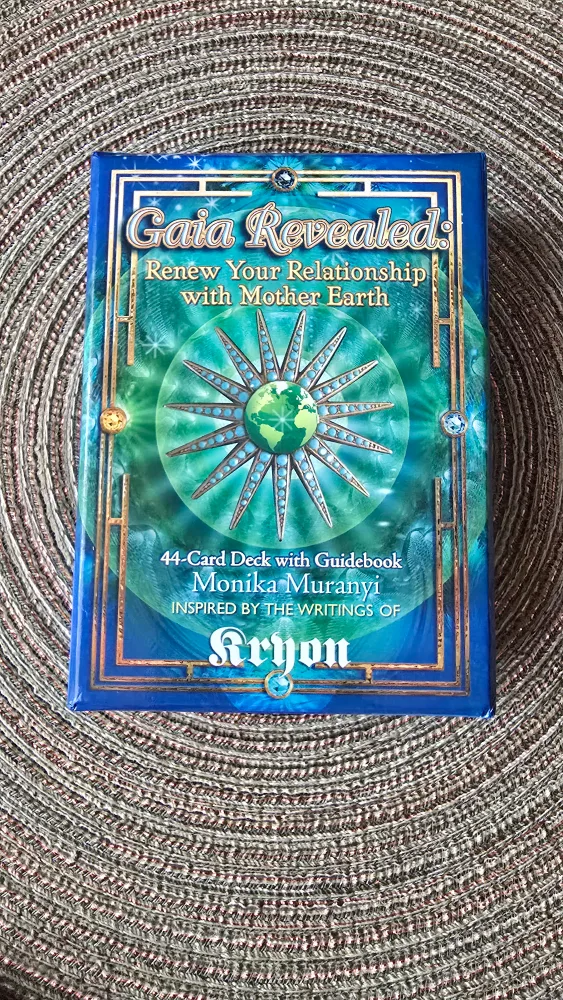 Gaia Revealed:
Renew Your Relationship
with Mother Earth
44-Card Deck with Guidebook
Monika Muranyi
INSPIRED BY THE WRITINGS OF
Kryon